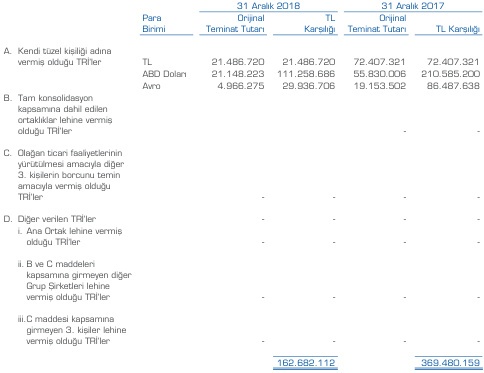 31 Aralık 2018 31 Aralık 2017
Para Orijinal TL Orijinal
Birimi Teminat Tutarı Karşılığı Teminat Tutarı TL Karşılığı
A. Kendi tüzel kişiliği adına
vermiş olduğu TRİ'ler TL 21.486.720 21.486.720 72.407.321 72.407.321
ABD Doları 21.148.223 111.258.686 55.830.006 210.585.200
Avro 4.966.275 29.936.706 19.153.502 86.487.638
B. Tam konsolidasyon
kapsamına dahil edilen
ortaklıklar lehine vermiş
olduğu TRİ'ler - -
C. Olağan ticari faaliyetlerinin
yürütülmesi amacıyla diğer
3. kişilerin borcunu temin
amacıyla vermiş olduğu
TRİ'ler - - - -
D. Diğer verilen TRİ'ler - - - -
i. Ana Ortak lehine vermiş
olduğu TRİ'ler - - - -
ii. B ve C maddeleri
kapsamına girmeyen diğer
Grup Şirketleri lehine
vermiş olduğu TRİ'ler - - - -
iii.C maddesi kapsamına
girmeyen 3. kişiler lehine
vermiş olduğu TRİ'ler - - - -
162.682.112 369.480.159